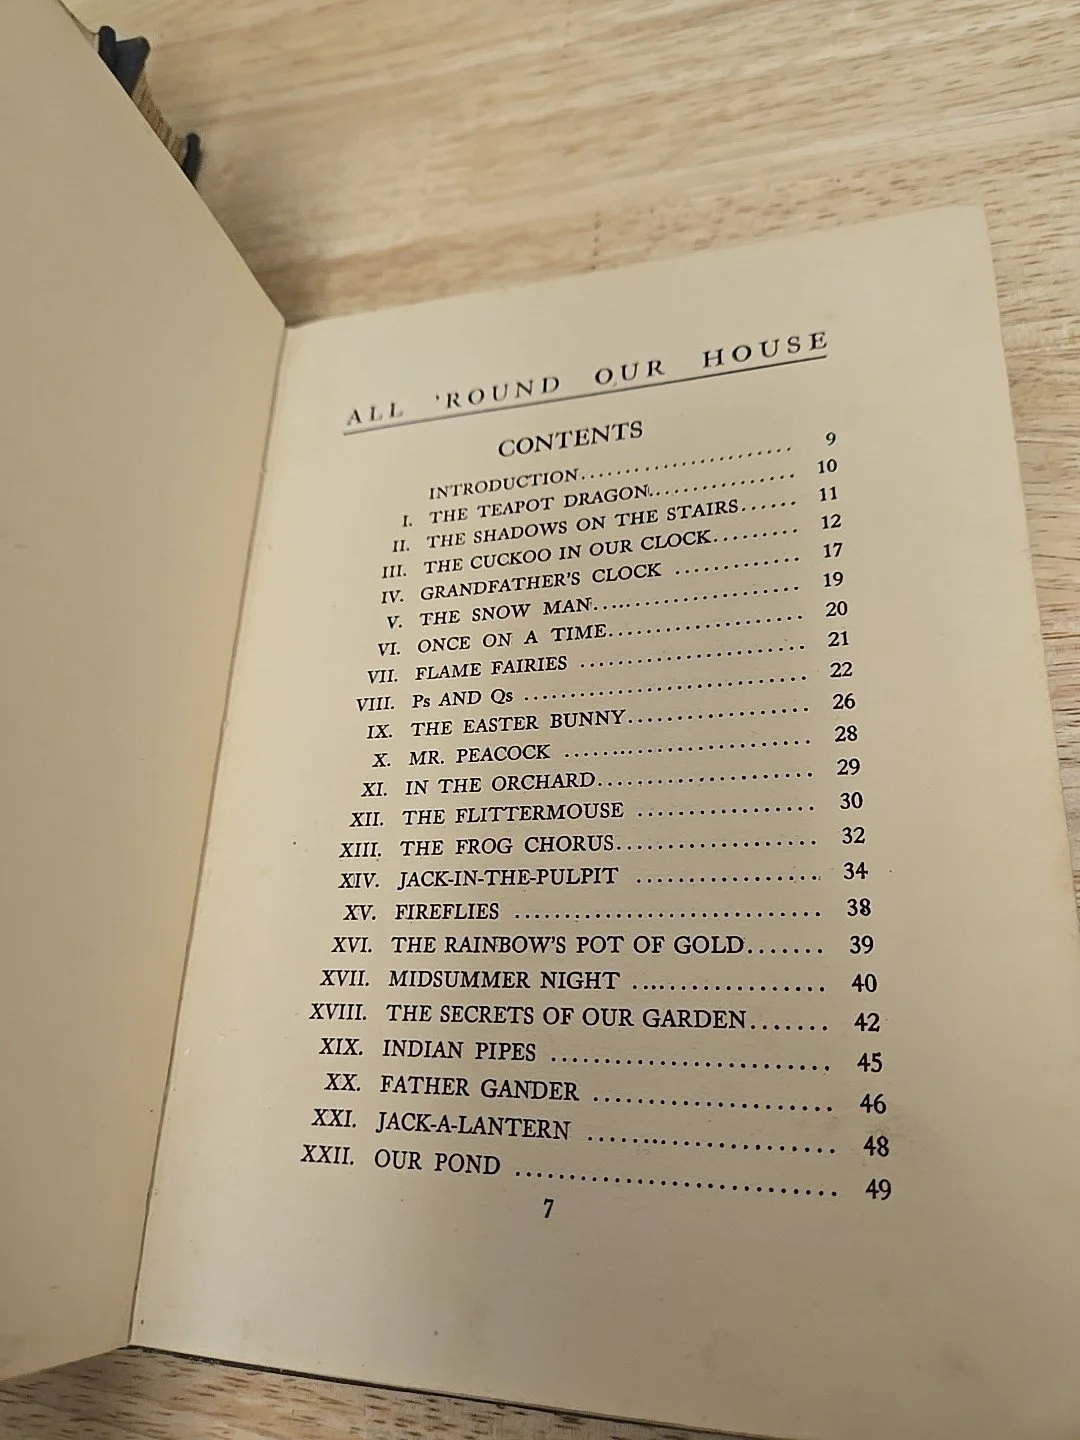 ALL 'ROUND OUR HOUSE
CONTENTS
INTRODUCTION........................ 9
I. THE TEAPOT DRAGON.................. 10
II. THE SHADOWS ON THE STAIRS...... 11
III. THE CUCKOO IN OUR CLOCK......... 12
IV. GRANDFATHER'S CLOCK ............. 17
V. THE SNOW MAN...................... 19
VI. ONCE ON A TIME.................... 20
VII. FLAME FAIRIES ....................... 21
VIII. Ps AND Qs ............................. 22
IX. THE EASTER BUNNY................... 26
X. MR. PEACOCK ......................... 28
XI. IN THE ORCHARD...................... 29
XII. THE FLITTERMOUSE .................. 30
XIII. THE FROG CHORUS.................... 32
XIV. JACK-IN-THE-PULPIT ................... 34
XV. FIREFLIES ............................... 38
XVI. THE RAINBOW'S POT OF GOLD....... 39
XVII. MIDSUMMER NIGHT .................... 40
XVIII. THE SECRETS OF OUR GARDEN....... 42
XIX. INDIAN PIPES ............................ 45
XX. FATHER GANDER ........................ 46
XXI. JACK-A-LANTERN ......................... 48
XXII. OUR POND ................................ 49
7